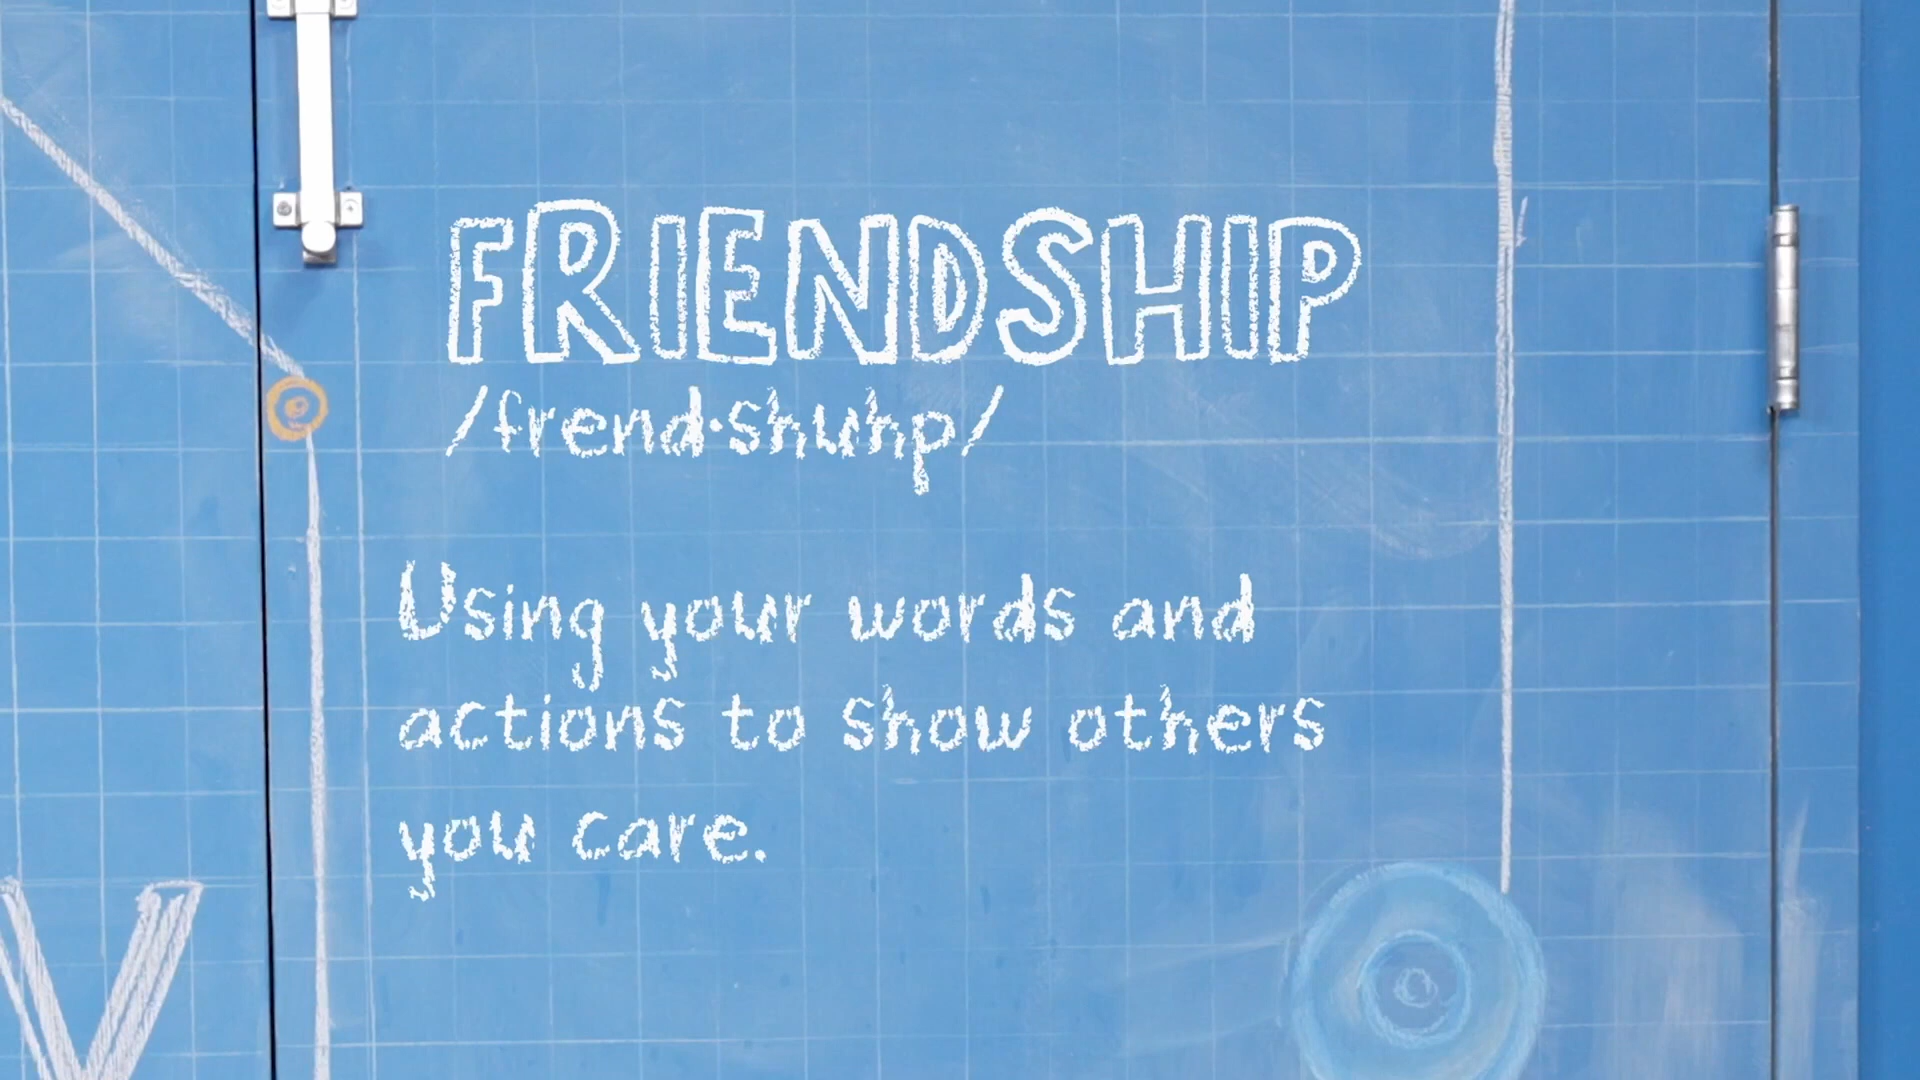 FRIENDSHIP
/frend•shuhp/
Using your words and
actions to show others
you care.
V